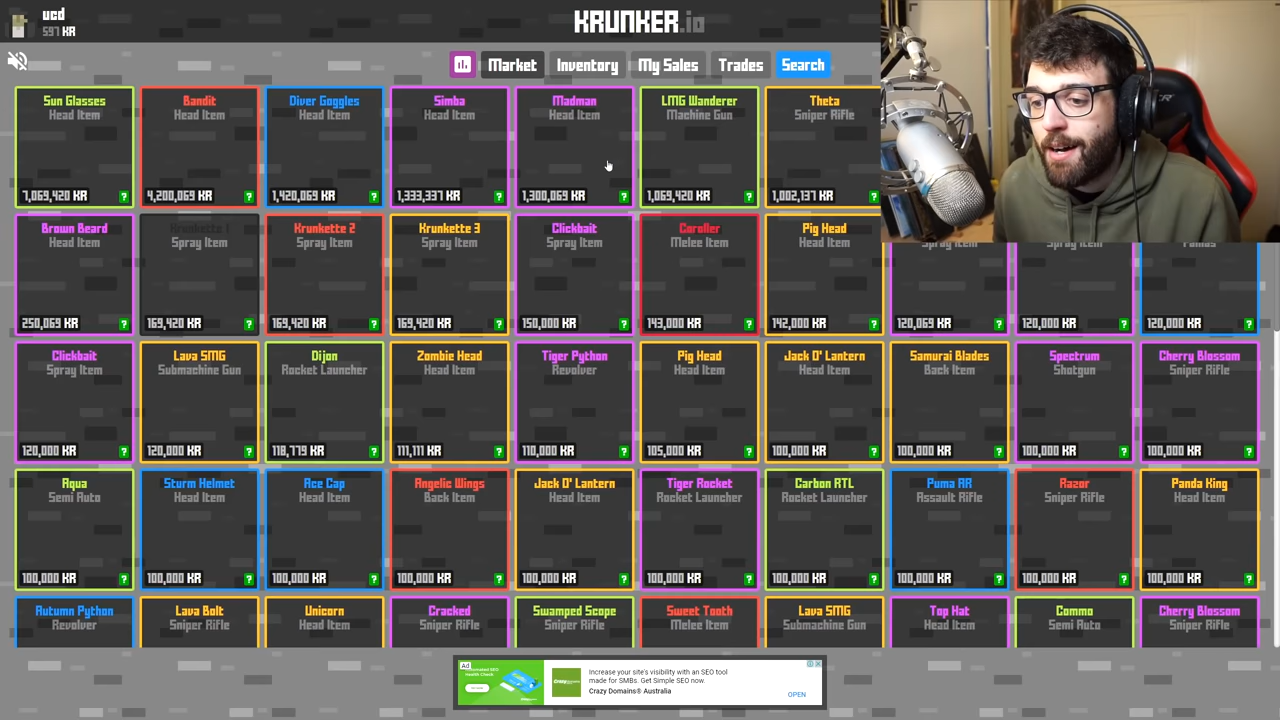 ucd
597 KR
KRUNKER.io
Market
Inventory
My Sales
Trades
Search
Sun Glasses
Head Item
7,069,420 KR
?
Bandit
Head Item
4,200,069 KR
?
Diver Goggles
Head Item
1,420,069 KR
?
Simba
Head Item
1,333,337 KR
?
Madman
Head Item
1,300,069 KR
?
LMG Wanderer
Machine Gun
1,069,420 KR
?
Theta
Sniper Rifle
1,002,137 KR
?
Brown Beard
Head Item
250,069 KR
?
Krunkette 1
Spray Item
169,420 KR
?
Krunkette 2
Spray Item
169,420 KR
?
Krunkette 3
Spray Item
169,420 KR
?
Clickbait
Spray Item
150,000 KR
?
Caroller
Melee Item
143,000 KR
?
Pig Head
Head Item
142,000 KR
?
Spray Item
120,069 KR
?
Spray Item
120,000 KR
?
Famas
120,000 KR
?
Clickbait
Spray Item
120,000 KR
?
Lava SMG
Submachine Gun
120,000 KR
?
Dijon
Rocket Launcher
118,779 KR
?
Zombie Head
Head Item
111,111 KR
?
Tiger Python
Revolver
110,000 KR
?
Pig Head
Head Item
105,000 KR
?
Jack O' Lantern
Head Item
100,000 KR
?
Samurai Blades
Back Item
100,000 KR
?
Spectrum
Shotgun
100,000 KR
?
Cherry Blossom
Sniper Rifle
100,000 KR
?
Aqua
Semi Auto
100,000 KR
?
Sturm Helmet
Head Item
100,000 KR
?
Ace Cap
Head Item
100,000 KR
?
Angelic Wings
Back Item
100,000 KR
?
Jack O' Lantern
Head Item
100,000 KR
?
Tiger Rocket
Rocket Launcher
100,000 KR
?
Carbon RTL
Rocket Launcher
100,000 KR
?
Puma AR
Assault Rifle
100,000 KR
?
Razor
Sniper Rifle
100,000 KR
?
Panda King
Head Item
100,000 KR
?
Autumn Python
Revolver
Lava Bolt
Sniper Rifle
Unicorn
Head Item
Cracked
Sniper Rifle
Swamped Scope
Sniper Rifle
Sweet Tooth
Melee Item
Lava SMG
Submachine Gun
Top Hat
Head Item
Commo
Semi Auto
Cherry Blossom
Sniper Rifle
Ad
Health Check
Increase your site's visibility with an SEO tool
made for SMBs. Get Simple SEO now.
Crazy Domains® Australia
OPEN